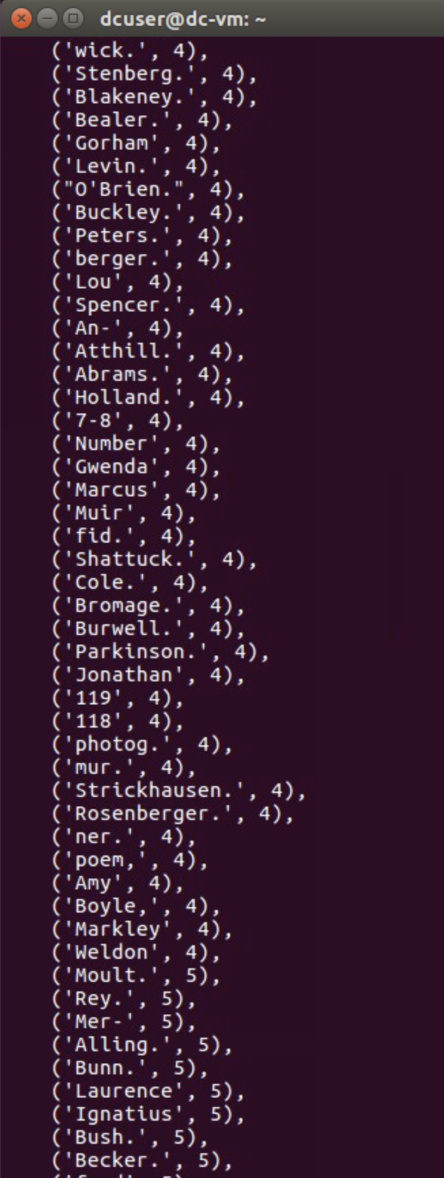 dcuser@dc-vm: ~
('wick.', 4),
('Stenberg.', 4),
('Blakeney.', 4),
('Bealer.', 4),
('Gorham', 4),
('Levin.', 4),
("O'Brien.", 4),
('Buckley.', 4),
('Peters.', 4),
('berger.', 4),
('Lou', 4),
('Spencer.', 4),
('An-', 4),
('Atthill.', 4),
('Abrams.', 4),
('Holland.', 4),
('7-8', 4),
('Number', 4),
('Gwenda', 4),
('Marcus', 4),
('Muir', 4),
('fid.', 4),
('Shattuck.', 4),
('Cole.', 4),
('Bromage.', 4),
('Burwell.', 4),
('Parkinson.', 4),
('Jonathan', 4),
('119', 4),
('118', 4),
('photog.', 4),
('mur.', 4),
('Strickhausen.', 4),
('Rosenberger.', 4),
('ner.', 4),
('poem,', 4),
('Amy', 4),
('Boyle,', 4),
('Markley', 4),
('Weldon', 4),
('Moult.', 5),
('Rey.', 5),
('Mer-', 5),
('Alling.', 5),
('Bunn.', 5),
('Laurence', 5),
('Ignatius', 5),
('Bush.', 5),
('Becker.', 5),